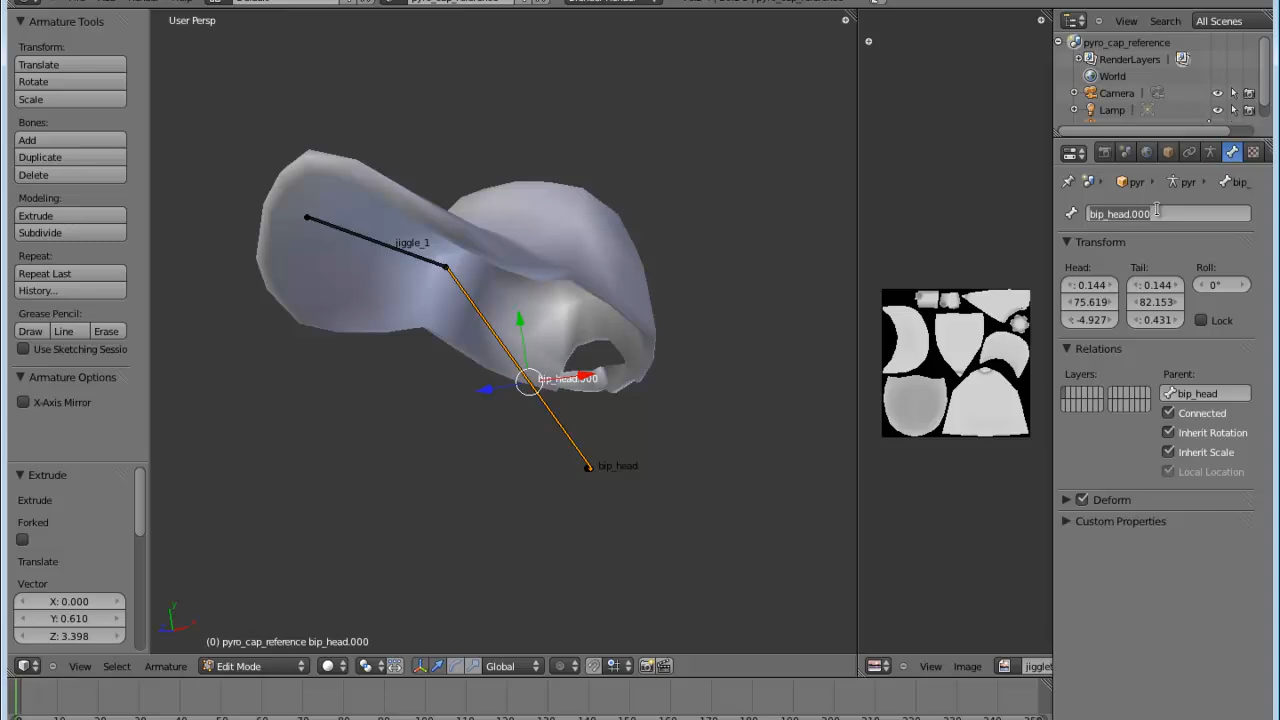 Default
pyro_cap_reference
Armature Tools
Transform:
Translate
Rotate
Scale
Bones:
Add
Duplicate
Delete
Modeling:
Extrude
Subdivide
Repeat:
Repeat Last
History...
Grease Pencil:
Draw
Line
Erase
Use Sketching Sessio
Armature Options
X-Axis Mirror
Extrude
Extrude
Forked
Translate
Vector
X: 0.000
Y: 0.610
Z: 3.398
User Persp
jiggle_1
bip_head.000
bip_head
y
x
(0) pyro_cap_reference bip_head.000
View
Select
Armature
Edit Mode
Global
View
Image
jigglet
View
Search
All Scenes
pyro_cap_reference
RenderLayers
World
Camera
Lamp
pyr
pyr
bip_
bip_head.000
Transform
Head:
Tail:
Roll:
: 0.144
: 0.144
0°
75.619
82.153
-4.927
: 0.431
Lock
Relations
Layers:
Parent:
bip_head
Connected
Inherit Rotation
Inherit Scale
Local Location
Deform
Custom Properties